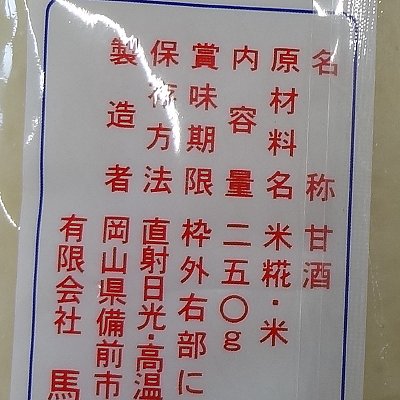 名称 甘酒
原材料名 米糀・米
内容量 二五〇g
賞味期限 枠外右部に
保存方法 直射日光・高温
製造者 岡山県備前市
有限会社 馬